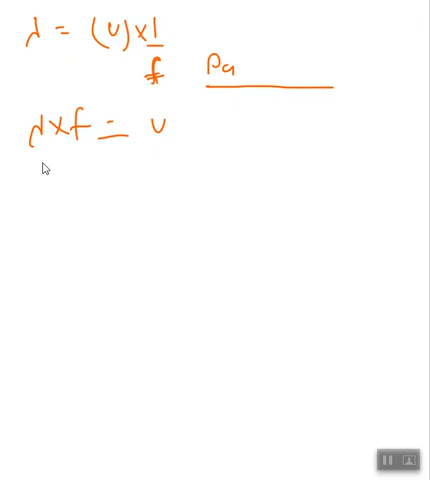 λ = (v) × 1
f
Pa
λ × f = v